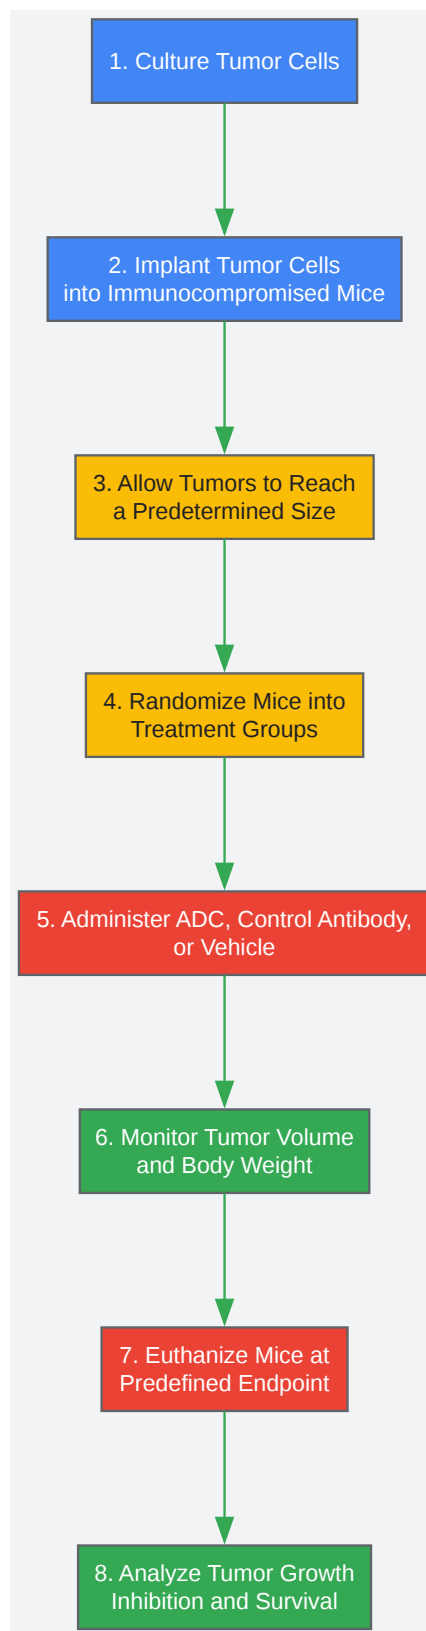 1. Culture Tumor Cells
2. Implant Tumor Cells
into Immunocompromised Mice
3. Allow Tumors to Reach
a Predetermined Size
4. Randomize Mice into
Treatment Groups
5. Administer ADC, Control Antibody,
or Vehicle
6. Monitor Tumor Volume
and Body Weight
7. Euthanize Mice at
Predefined Endpoint
8. Analyze Tumor Growth
Inhibition and Survival